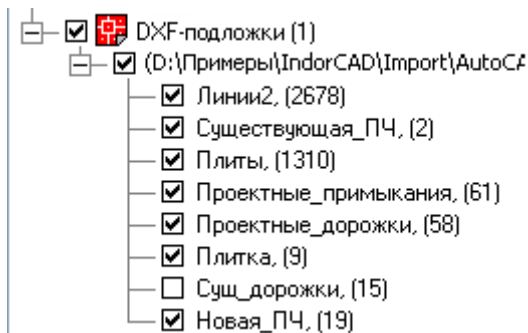 DXF-подложки (1)
(D:\Примеры\IndorCAD\Import\AutoCA
Линии2, (2678)
Существующая_ПЧ, (2)
Плиты, (1310)
Проектные_примыкания, (61)
Проектные_дорожки, (58)
Плитка, (9)
Сущ_дорожки, (15)
Новая_ПЧ, (19)